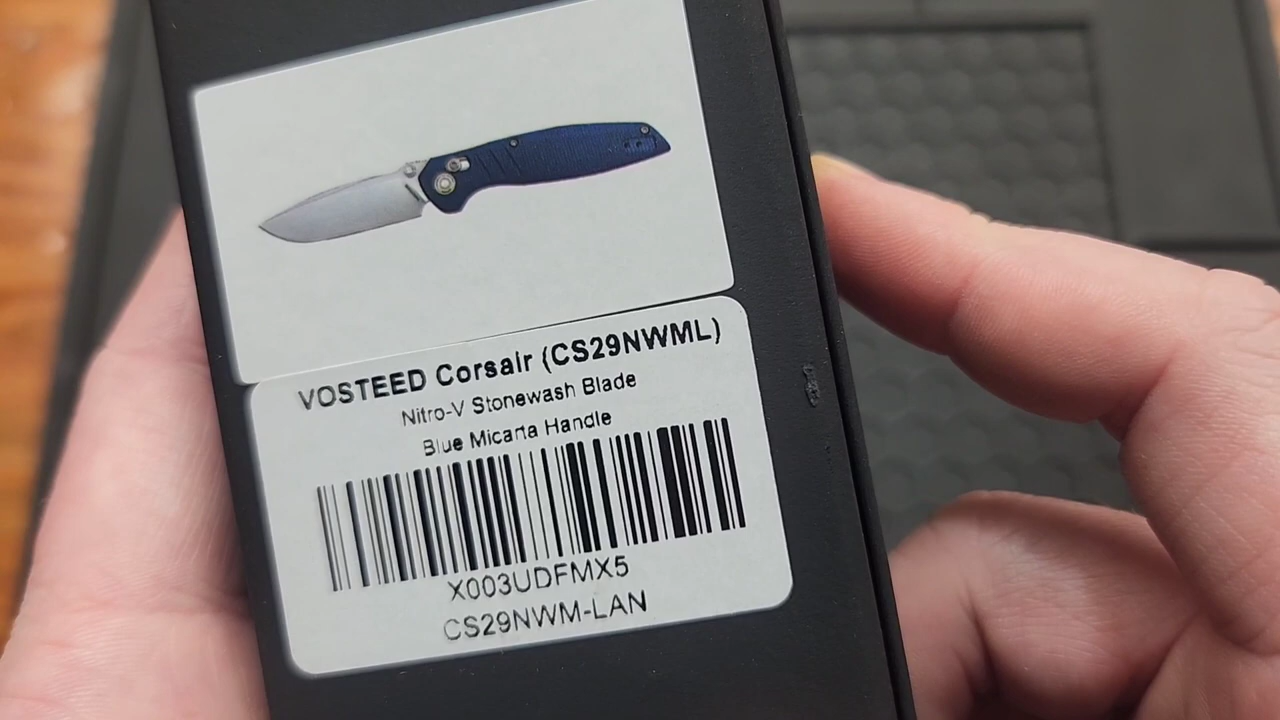 VOSTEED Corsair (CS29NWML)
Nitro-V Stonewash Blade
Blue Micarta Handle
X003UDFMX5
CS29NWM-LAN